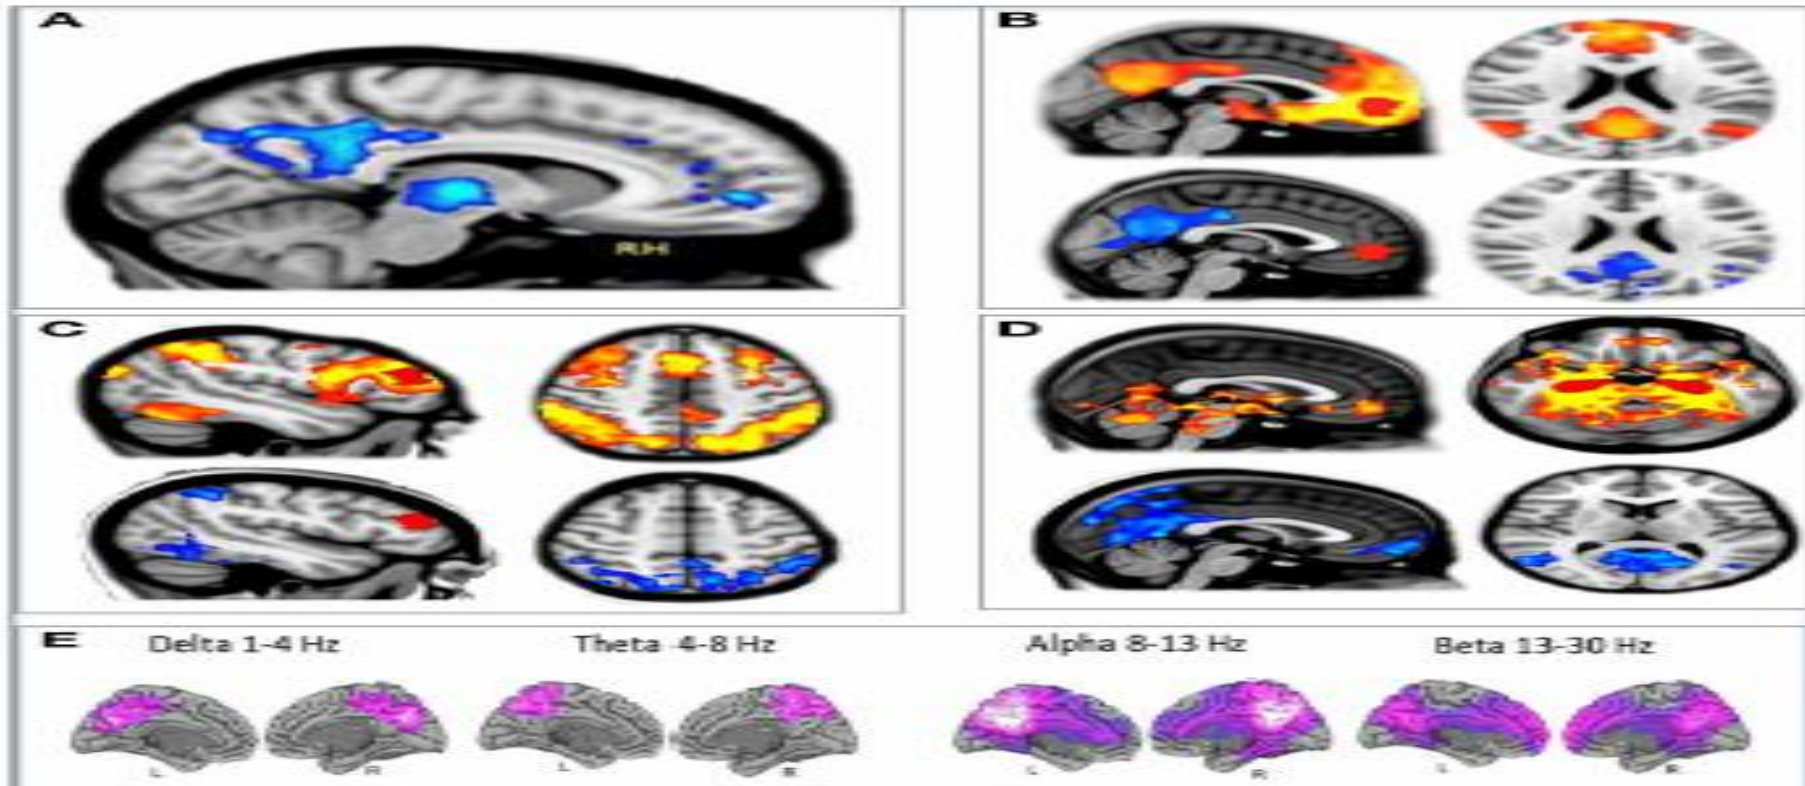 A
B
RH
C
D
E
Delta 1-4 Hz
Theta 4-8 Hz
Alpha 8-13 Hz
Beta 13-30 Hz
L
R
L
R
L
R
L
R